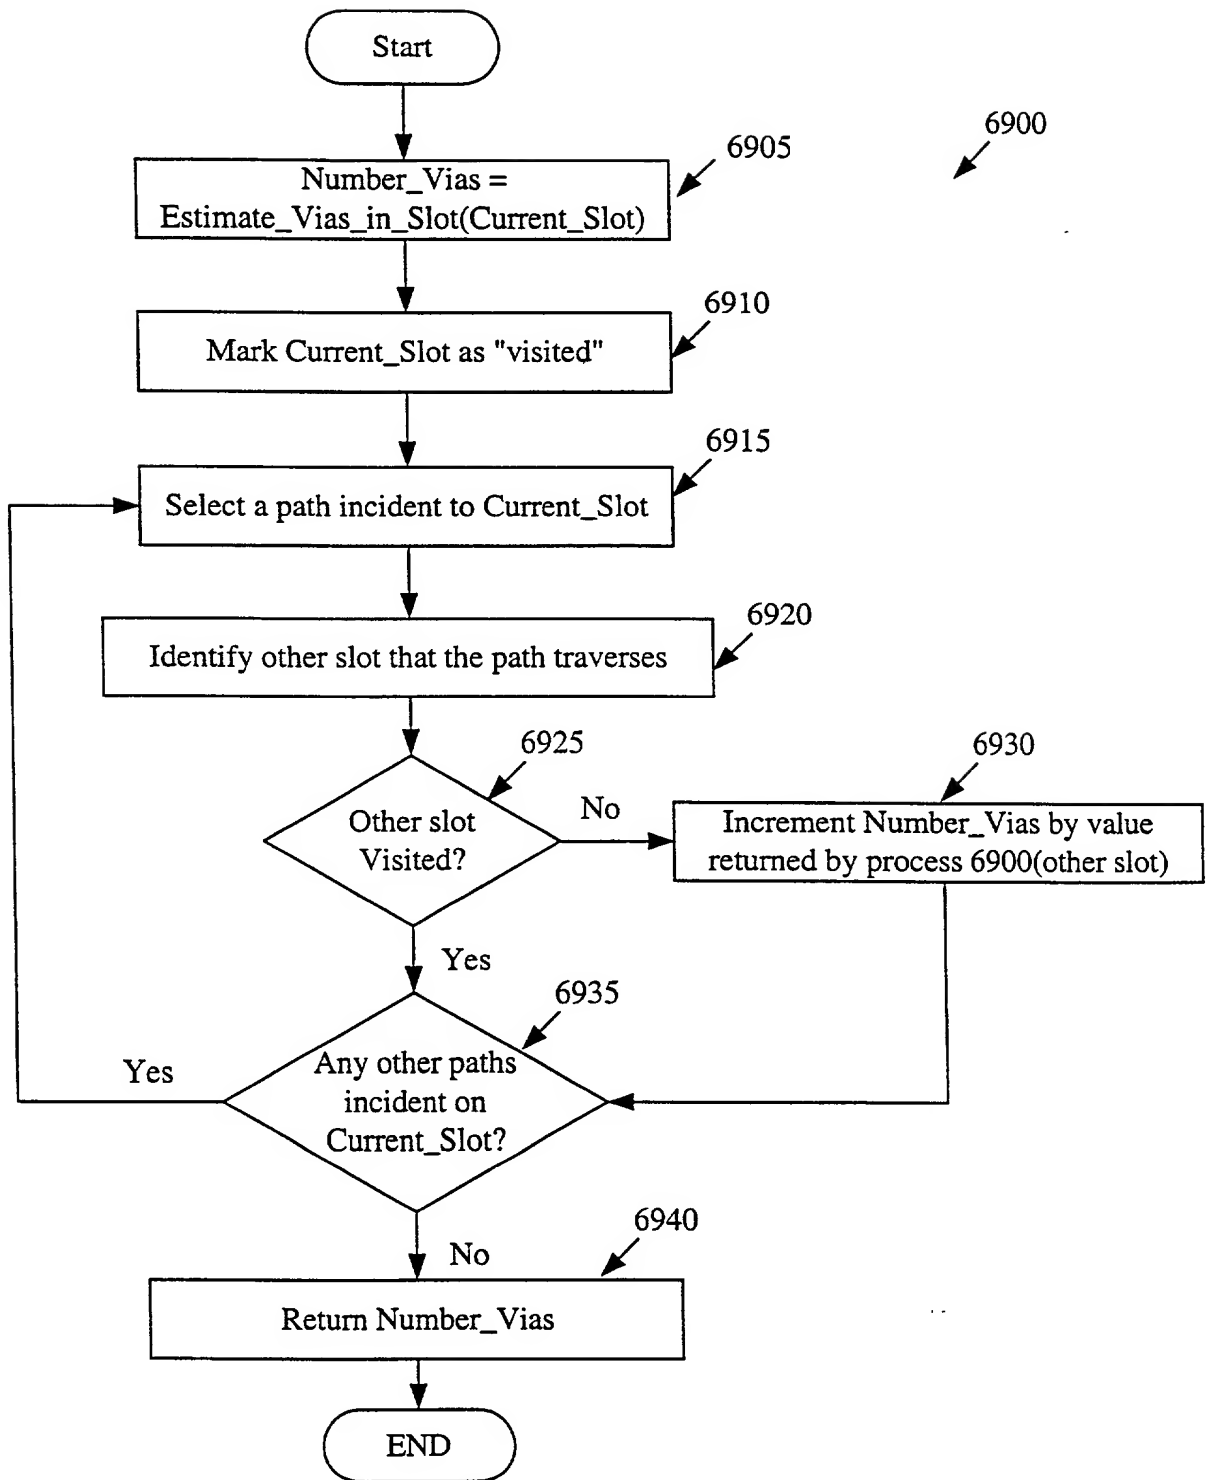 Start
6900
6905
Number_Vias =
Estimate_Vias_in_Slot(Current_Slot)
6910
Mark Current_Slot as "visited"
6915
Select a path incident to Current_Slot
6920
Identify other slot that the path traverses
6925
Other slot
Visited?
No
6930
Increment Number_Vias by value
returned by process 6900(other slot)
Yes
6935
Any other paths
incident on
Current_Slot?
Yes
No
6940
Return Number_Vias
END